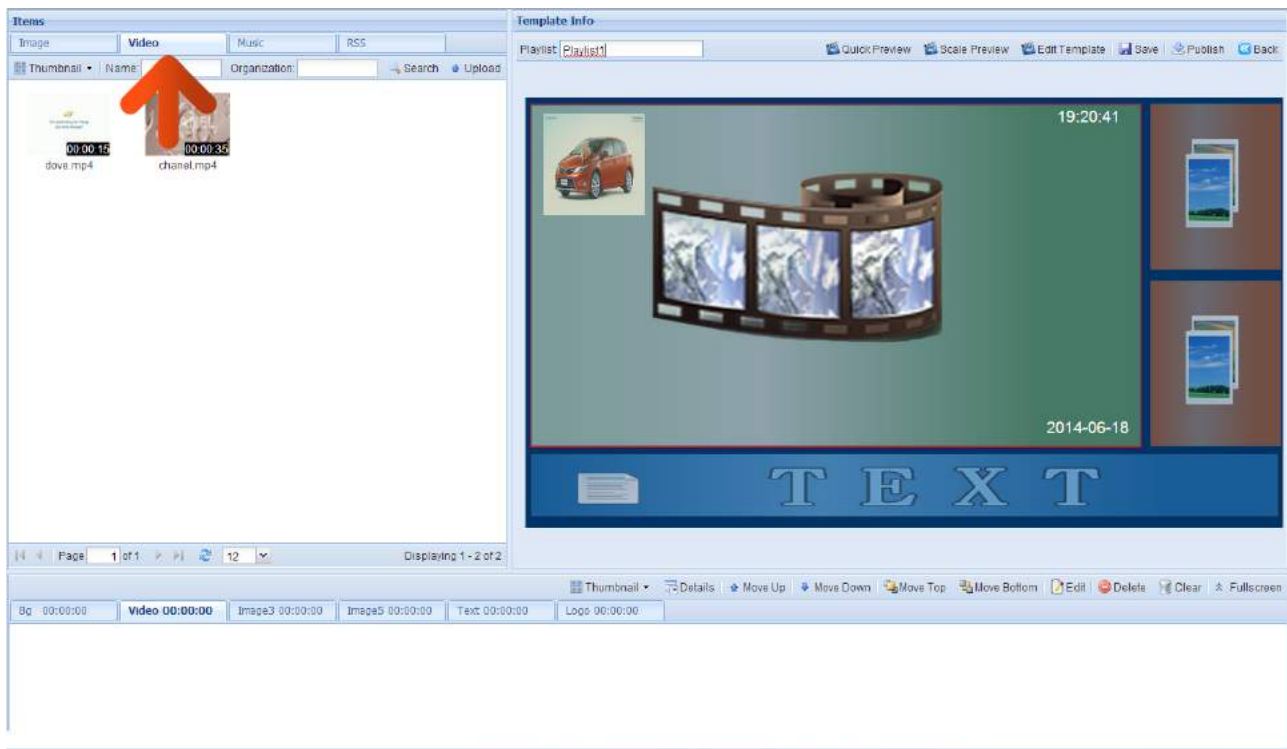 Items
Template Info
Image Video Music RSS
Playlist Playlist1 Quick Preview Scale Preview Edit Template Save Publish Back
Thumbnail Name: Organization: Search Upload
19:20:41
00:00:15 00:00:35
dove.mp4 chanel.mp4
2014-06-18
TEXT
Page 1 of 1 12 Displaying 1 - 2 of 2
Thumbnail Details Move Up Move Down Move Top Move Bottom Edit Delete Clear Fullscreen
Bg 00:00:00 Video 00:00:00 Image3 00:00:00 Image5 00:00:00 Text 00:00:00 Logo 00:00:00